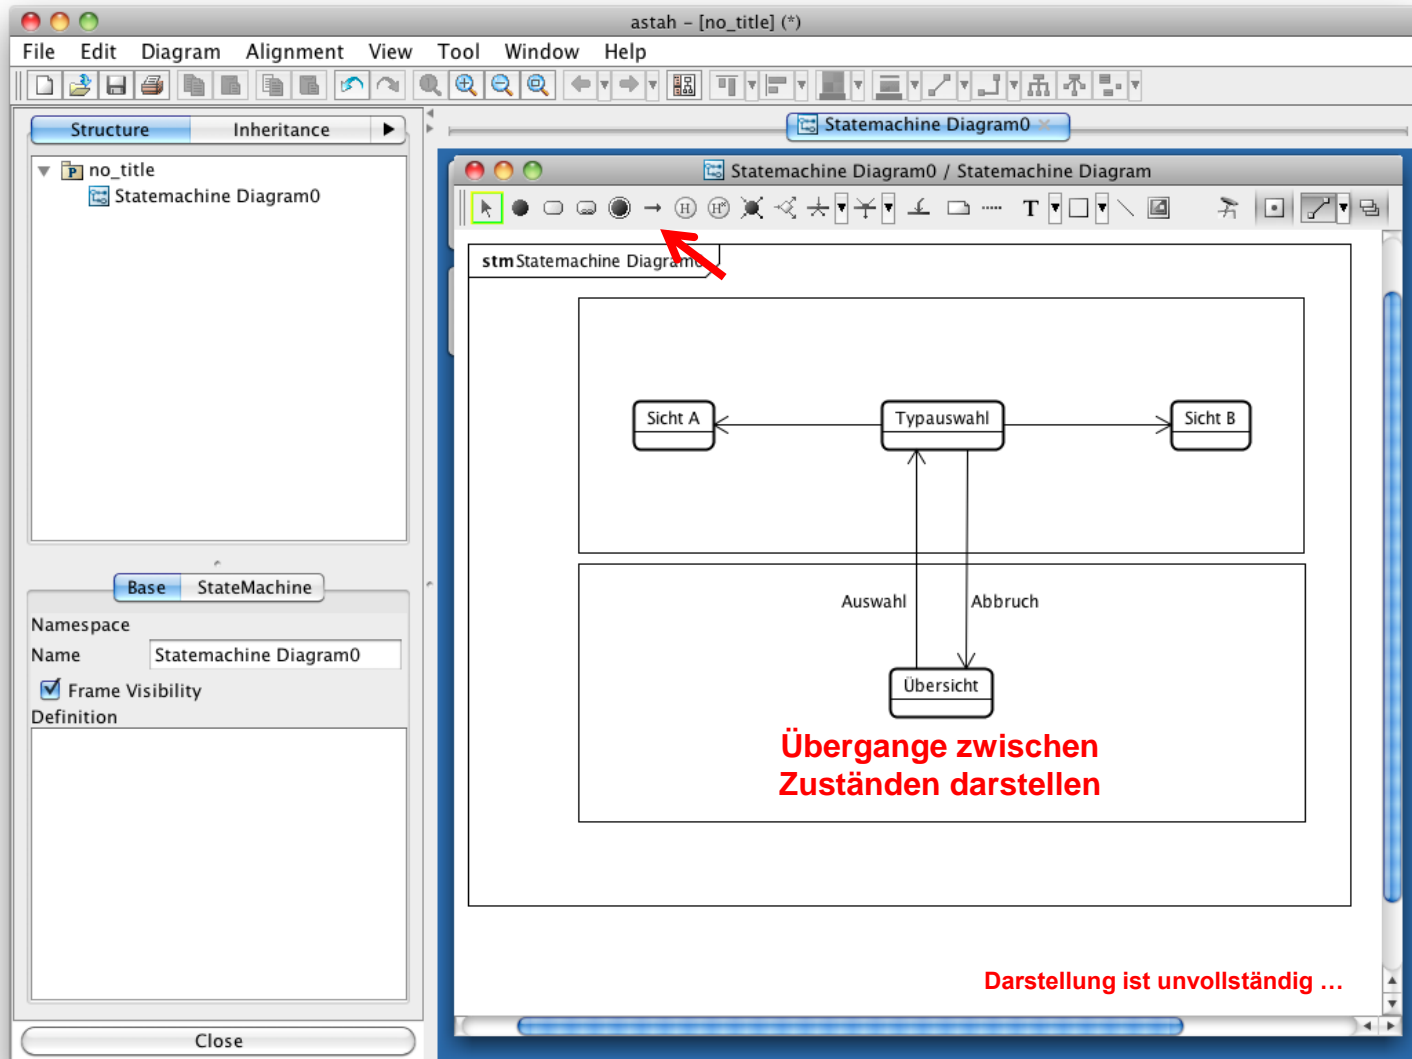 astah – [no_title] (*)
File Edit Diagram Alignment View Tool Window Help
Structure Inheritance
Statemachine Diagram0
no_title
Statemachine Diagram0
Statemachine Diagram0 / Statemachine Diagram
H H* T
stm Statemachine Diagram0
Sicht A Typauswahl Sicht B
Auswahl Abbruch
Übersicht
Übergange zwischen
Zuständen darstellen
Darstellung ist unvollständig …
Base StateMachine
Namespace
Name Statemachine Diagram0
Frame Visibility
Definition
Close